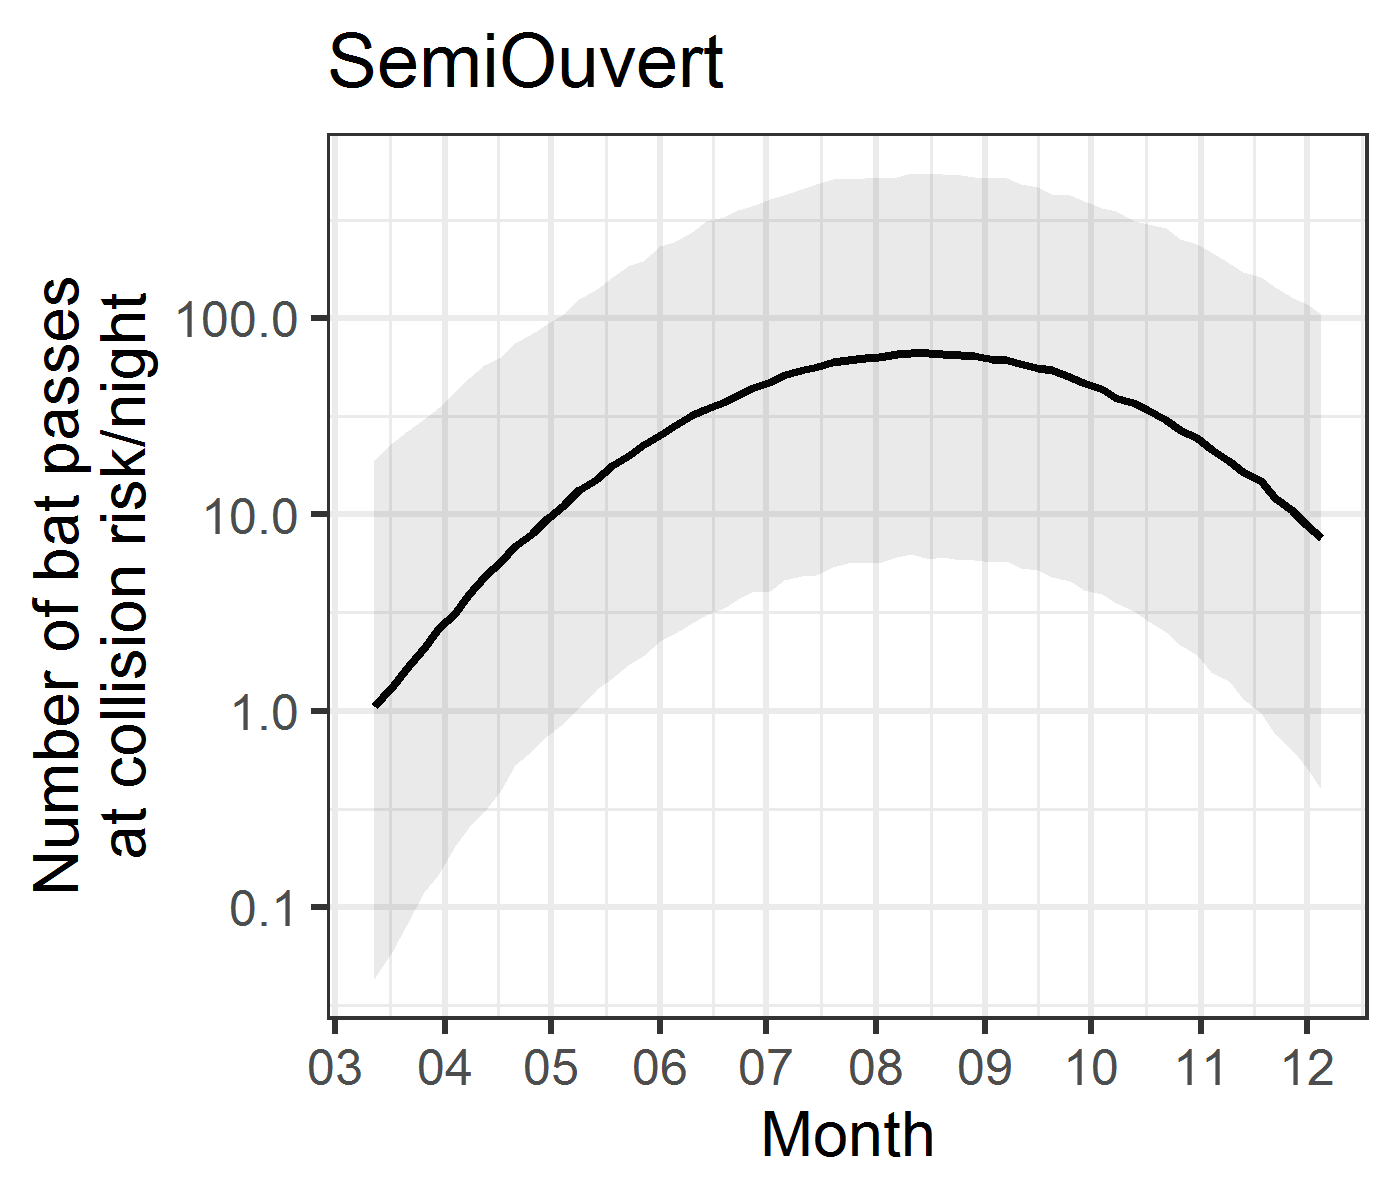 SemiOuvert
Number of bat passes
at collision risk/night
100.0
10.0
1.0
0.1
03 04 05 06 07 08 09 10 11 12
Month